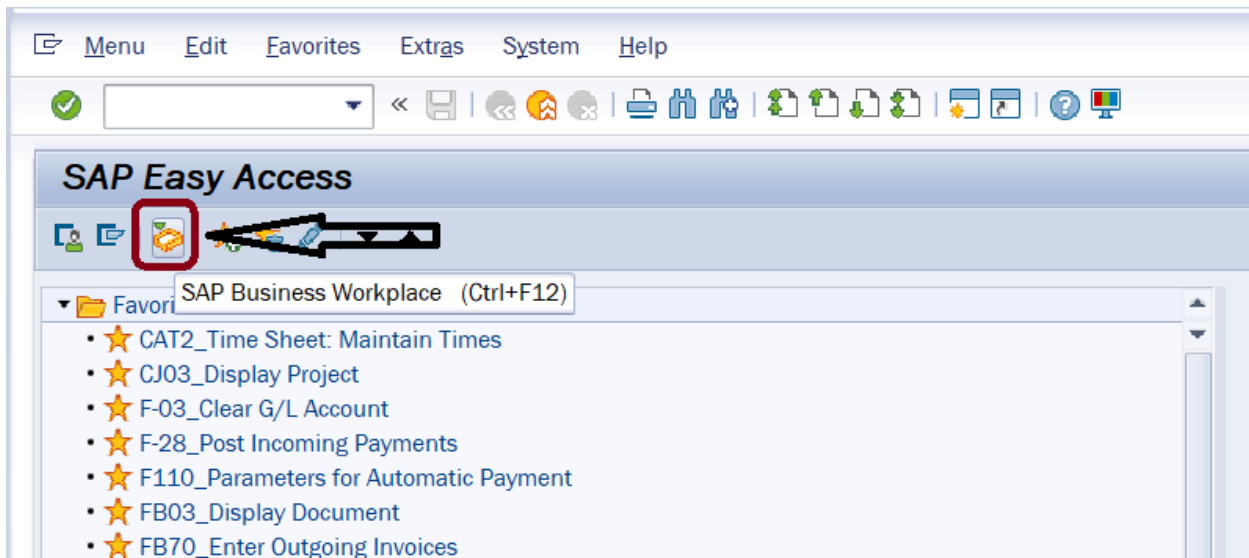 Menu Edit Favorites Extras System Help
SAP Easy Access
SAP Business Workplace (Ctrl+F12)
Favori
CAT2_Time Sheet: Maintain Times
CJ03_Display Project
F-03_Clear G/L Account
F-28_Post Incoming Payments
F110_Parameters for Automatic Payment
FB03_Display Document
FB70_Enter Outgoing Invoices